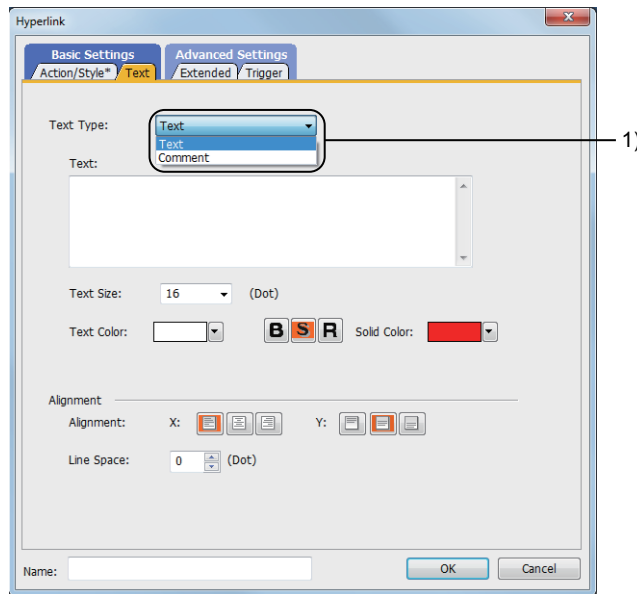 Hyperlink
Basic Settings Advanced Settings
Action/Style* Text Extended Trigger
Text Type: Text
Text
Comment
1)
Text:
Text Size: 16 (Dot)
Text Color: B S R Solid Color:
Alignment
Alignment: X: Y:
Line Space: 0 (Dot)
Name: OK Cancel